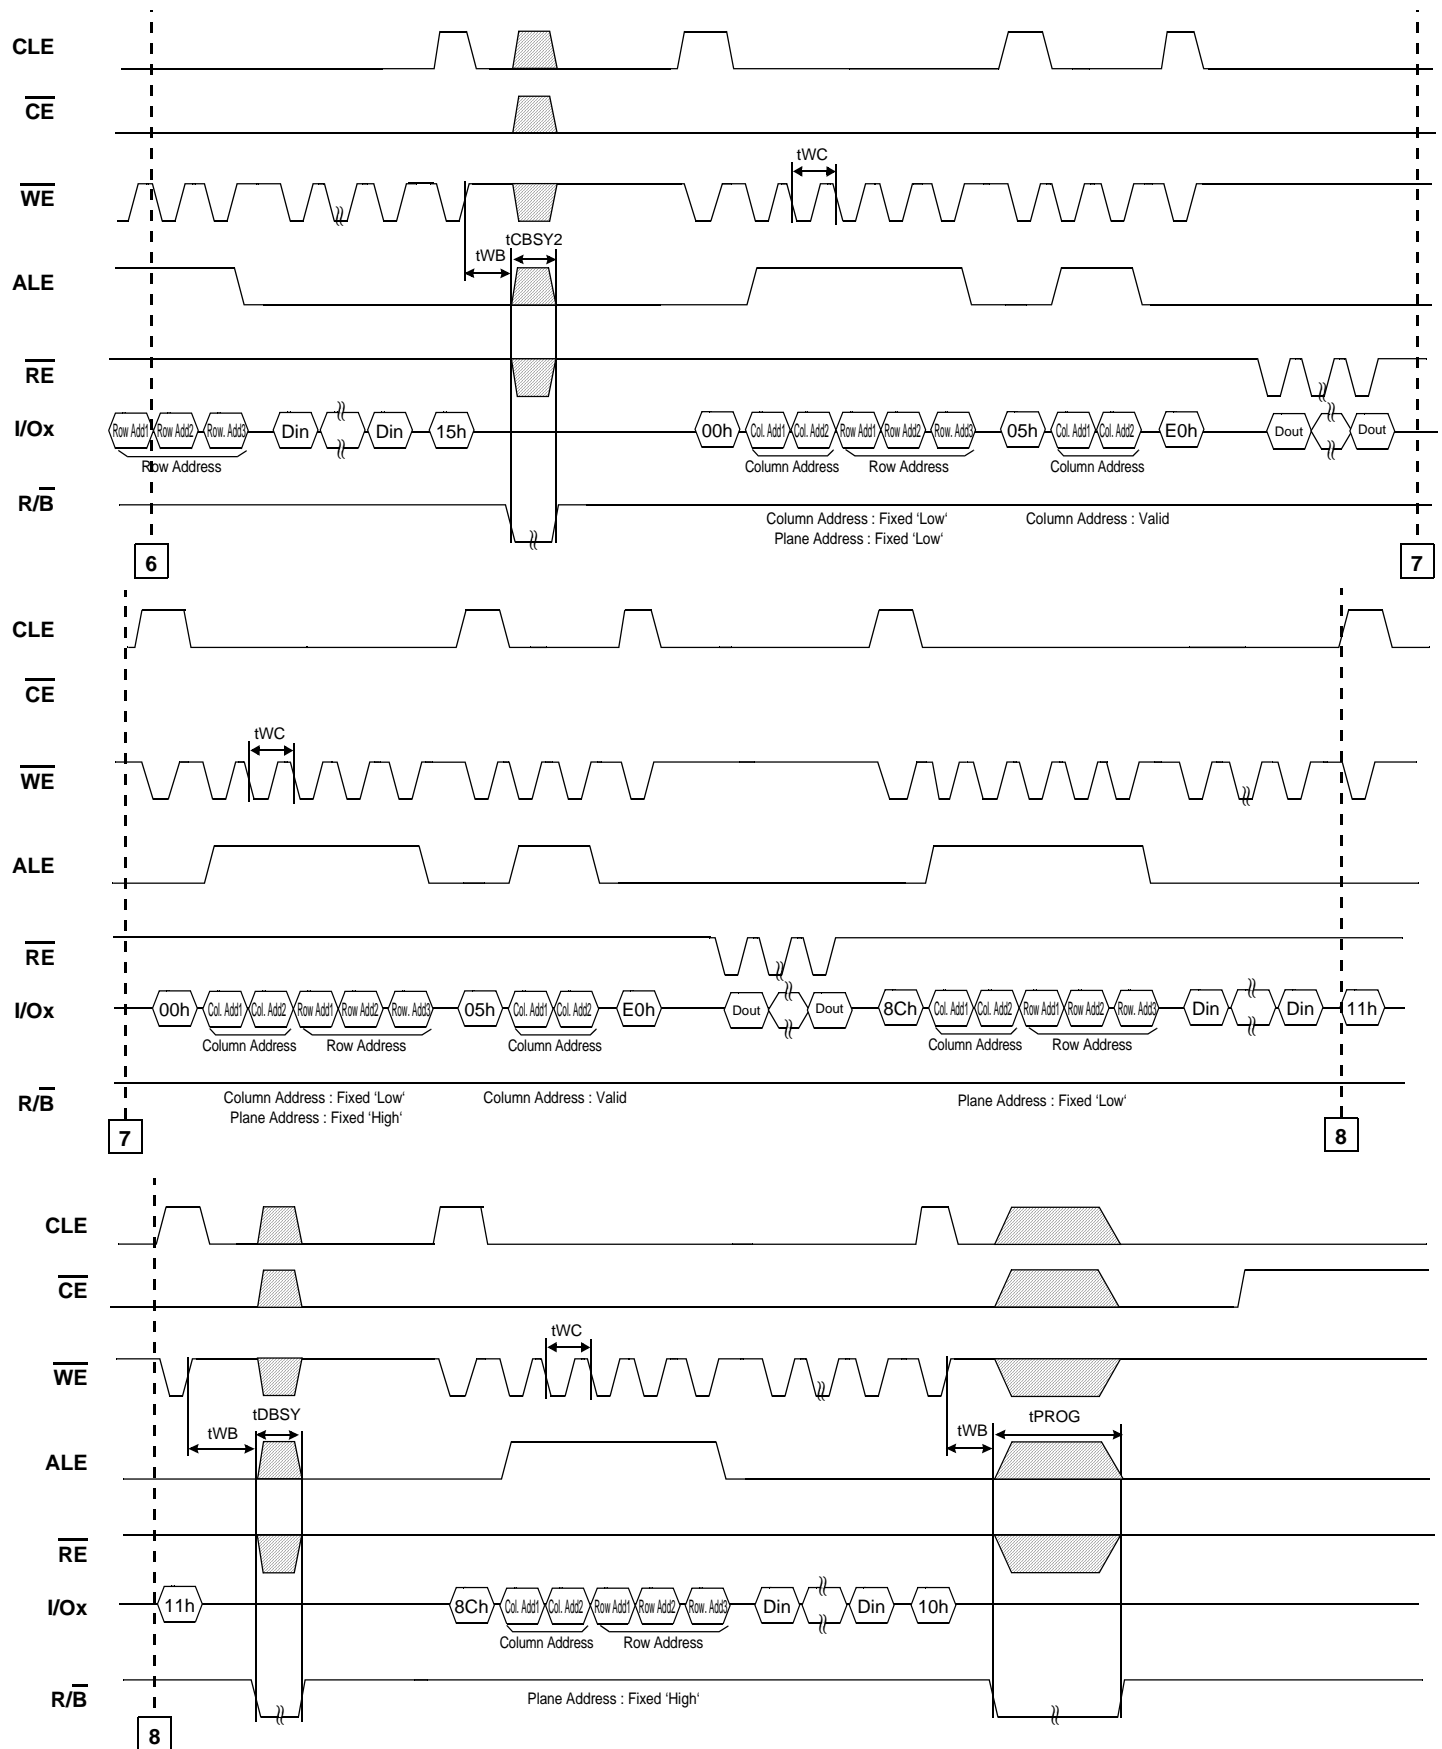 CLE
CE
tWC
WE
tCBSY2
tWB
ALE
RE
I/Ox Row Add1 Row Add2 Row. Add3 Din Din 15h 00h Col. Add1 Col. Add2 Row Add1 Row Add2 Row. Add3 05h Col. Add1 Col. Add2 E0h Dout Dout
Row Address Column Address Row Address Column Address
R/B
Column Address : Fixed ‘Low‘ Column Address : Valid
Plane Address : Fixed ‘Low‘
6 7
CLE
CE
tWC
WE
ALE
RE
I/Ox 00h Col. Add1 Col. Add2 Row Add1 Row Add2 Row. Add3 05h Col. Add1 Col. Add2 E0h Dout Dout 8Ch Col. Add1 Col. Add2 Row Add1 Row Add2 Row. Add3 Din Din 11h
Column Address Row Address Column Address Column Address Row Address
R/B
Column Address : Fixed ‘Low‘ Column Address : Valid Plane Address : Fixed ‘Low‘
Plane Address : Fixed ‘High‘
7 8
CLE
CE
tWC
WE
tDBSY tPROG
tWB tWB
ALE
RE
I/Ox 11h 8Ch Col. Add1 Col. Add2 Row Add1 Row Add2 Row. Add3 Din Din 10h
Column Address Row Address
R/B Plane Address : Fixed ‘High‘
8